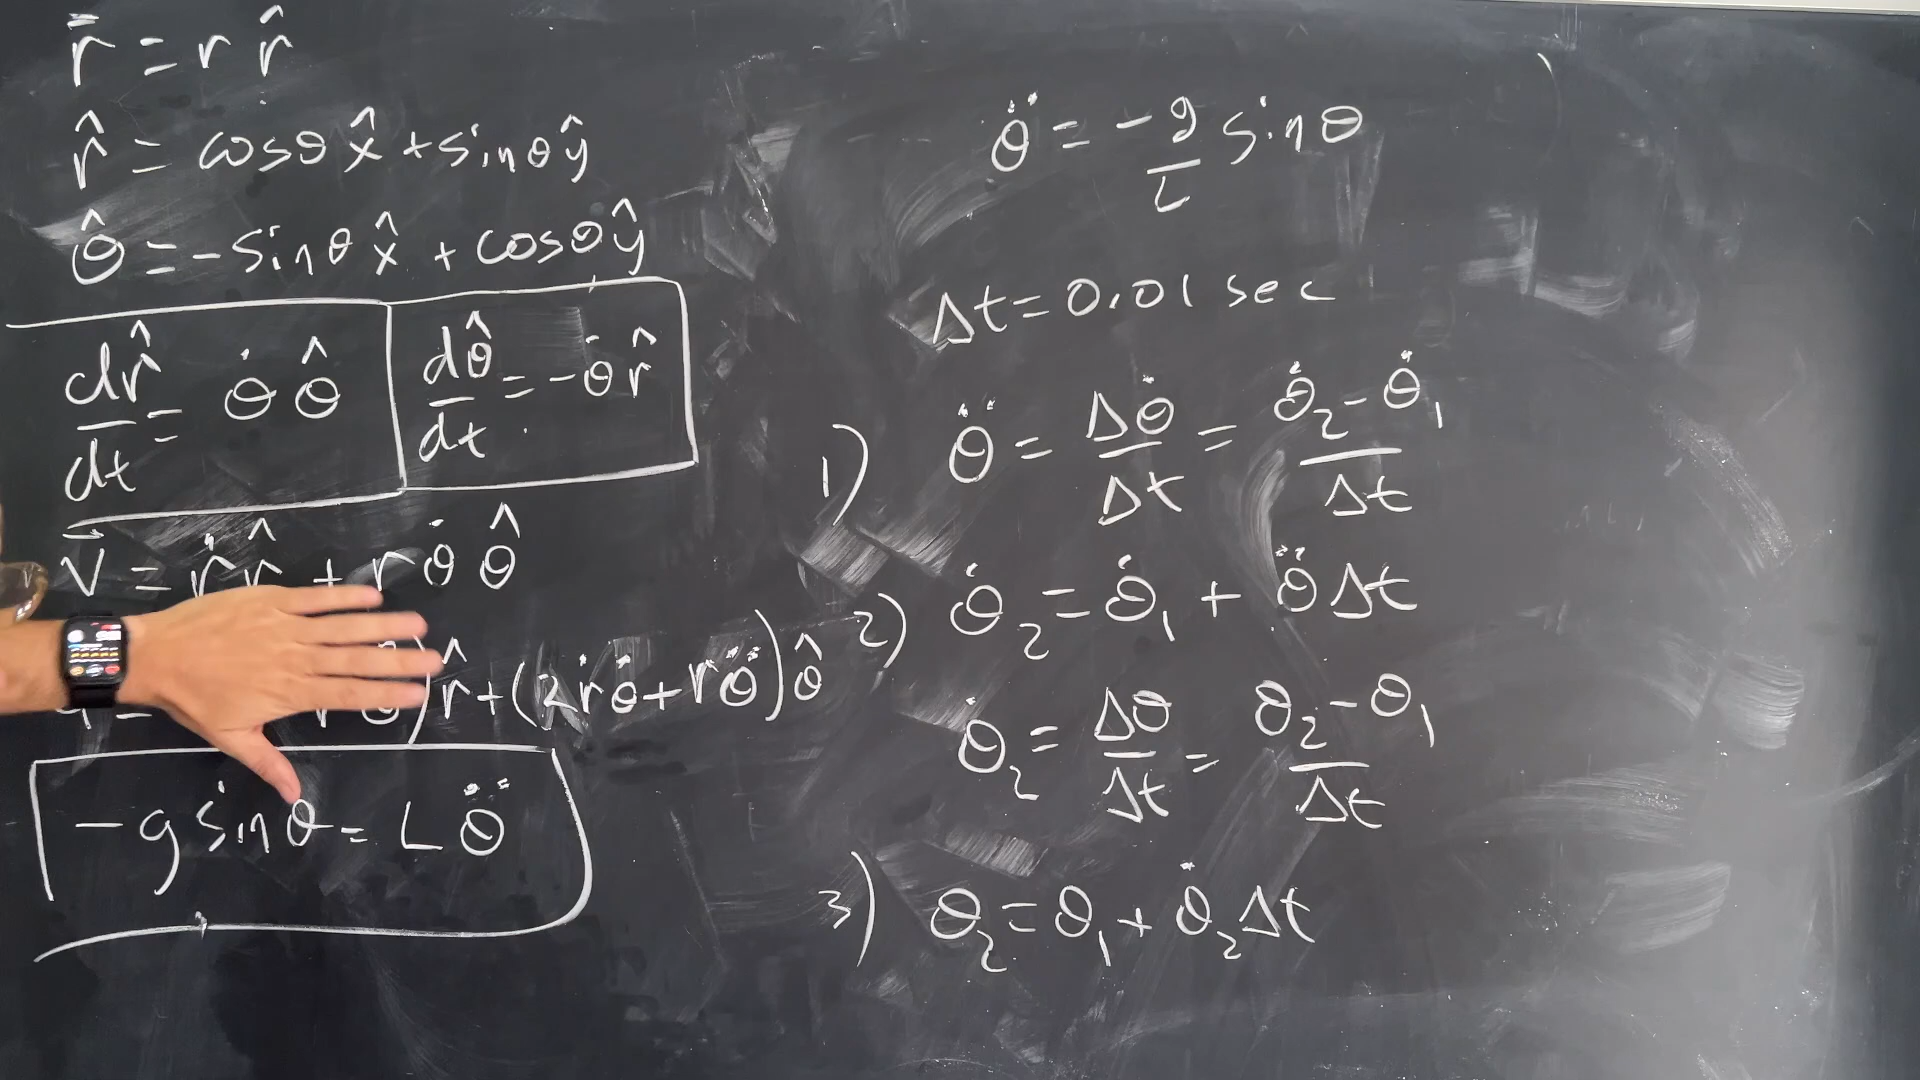 r̄ = r r̂
r̂ = cosθ x̂ + sinθ ŷ
θ̂ = -sinθ x̂ + cosθ ŷ
dr̂/dt = θ̇ θ̂
dθ̂/dt = -θ̇ r̂
v⃗ = ṙ r̂ + r θ̇ θ̂
) r̂ + (2ṙθ̇ + rθ̈) θ̂
-g sinθ = L θ̈
θ̈ = -g/L sinθ
Δt = 0.01 sec
1) θ̈ = Δθ̇/Δt = (θ̇₂ - θ̇₁)/Δt
2) θ̇₂ = θ̇₁ + θ̈ Δt
θ̇₂ = Δθ/Δt = (θ₂ - θ₁)/Δt
3) θ₂ = θ₁ + θ̇₂ Δt